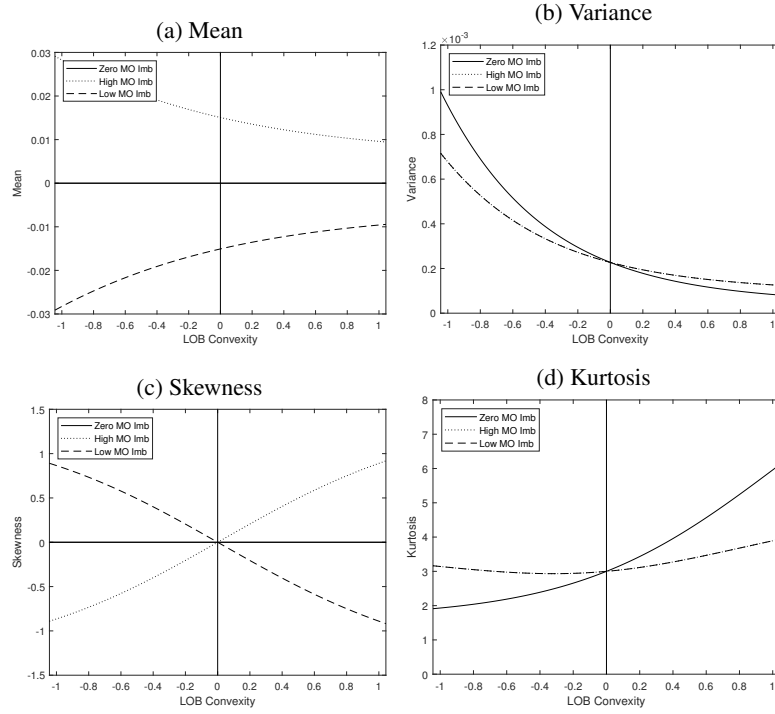 (a) Mean
0.03
0.02
0.01
0
-0.01
-0.02
-0.03
Mean
Zero MO Imb
High MO Imb
Low MO Imb
-1 -0.8 -0.6 -0.4 -0.2 0 0.2 0.4 0.6 0.8 1
LOB Convexity
(b) Variance
×10⁻³
1.2
1
0.8
0.6
0.4
0.2
0
Variance
Zero MO Imb
High MO Imb
Low MO Imb
-1 -0.8 -0.6 -0.4 -0.2 0 0.2 0.4 0.6 0.8 1
LOB Convexity
(c) Skewness
1.5
1
0.5
0
-0.5
-1
-1.5
Skewness
Zero MO Imb
High MO Imb
Low MO Imb
-1 -0.8 -0.6 -0.4 -0.2 0 0.2 0.4 0.6 0.8 1
LOB Convexity
(d) Kurtosis
8
7
6
5
4
3
2
1
0
Kurtosis
Zero MO Imb
High MO Imb
Low MO Imb
-1 -0.8 -0.6 -0.4 -0.2 0 0.2 0.4 0.6 0.8 1
LOB Convexity